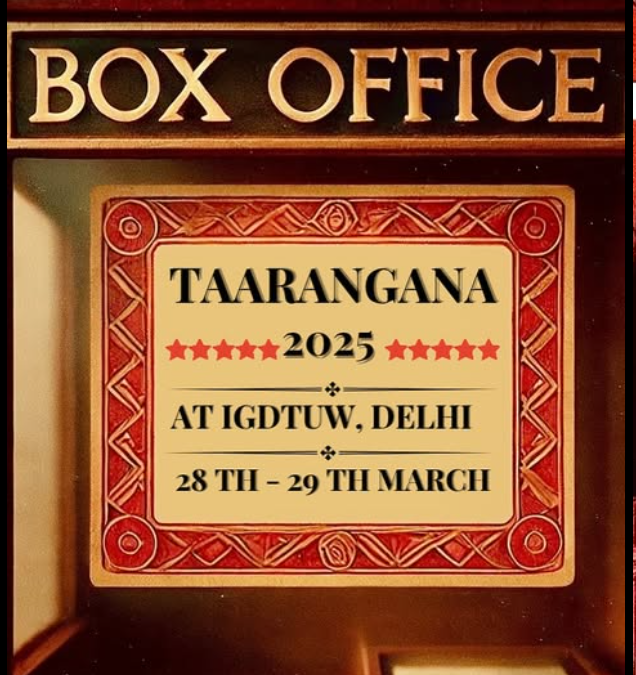 BOX OFFICE
TAARANGANA
2025
AT IGDTUW, DELHI
28 TH - 29 TH MARCH